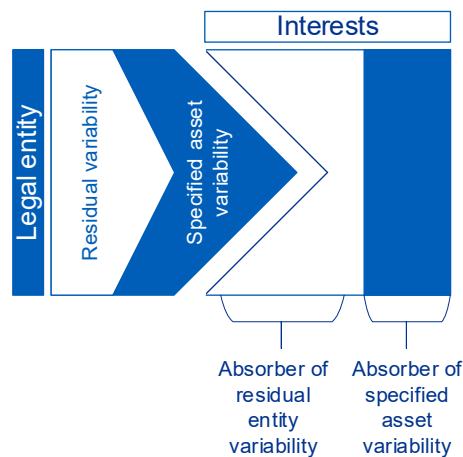 Interests
Legal entity
Residual variability
Specified asset
variability
Absorber of
residual
entity
variability
Absorber of
specified
asset
variability